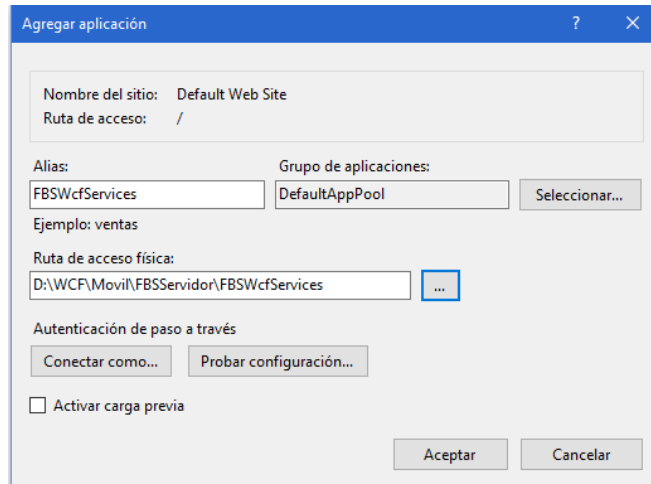 Agregar aplicación ? ×
Nombre del sitio: Default Web Site
Ruta de acceso: /
Alias: Grupo de aplicaciones:
FBSWcfServices DefaultAppPool Seleccionar...
Ejemplo: ventas
Ruta de acceso física:
D:\WCF\Movil\FBSServidor\FBSWcfServices ...
Autenticación de paso a través
Conectar como... Probar configuración...
Activar carga previa
Aceptar Cancelar